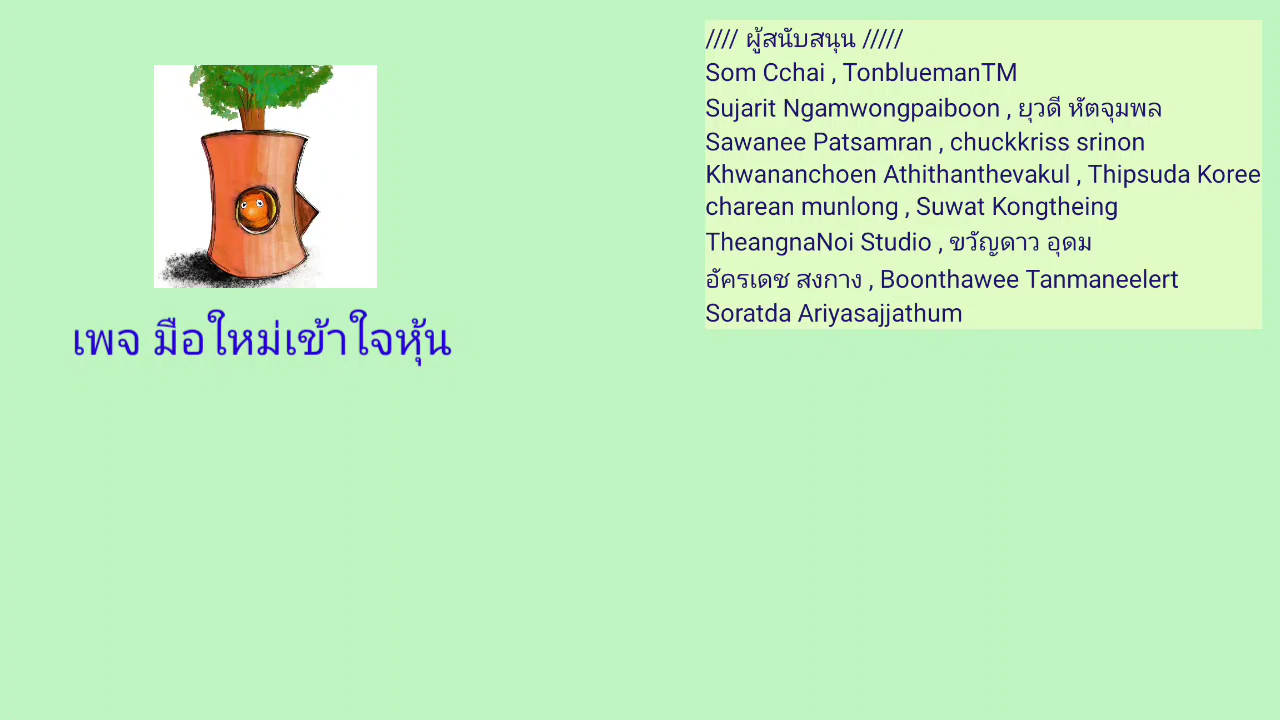 //// ผู้สนับสนุน /////
Som Cchai , TonbluemanTM
Sujarit Ngamwongpaiboon , ยุวดี หัตจุมพล
Sawanee Patsamran , chuckkriss srinon
Khwananchoen Athithanthevakul , Thipsuda Koree
charean munlong , Suwat Kongtheing
TheangnaNoi Studio , ขวัญดาว อุดม
อัครเดช สงกาง , Boonthawee Tanmaneelert
Soratda Ariyasajjathum
เพจ มือใหม่เข้าใจหุ้น